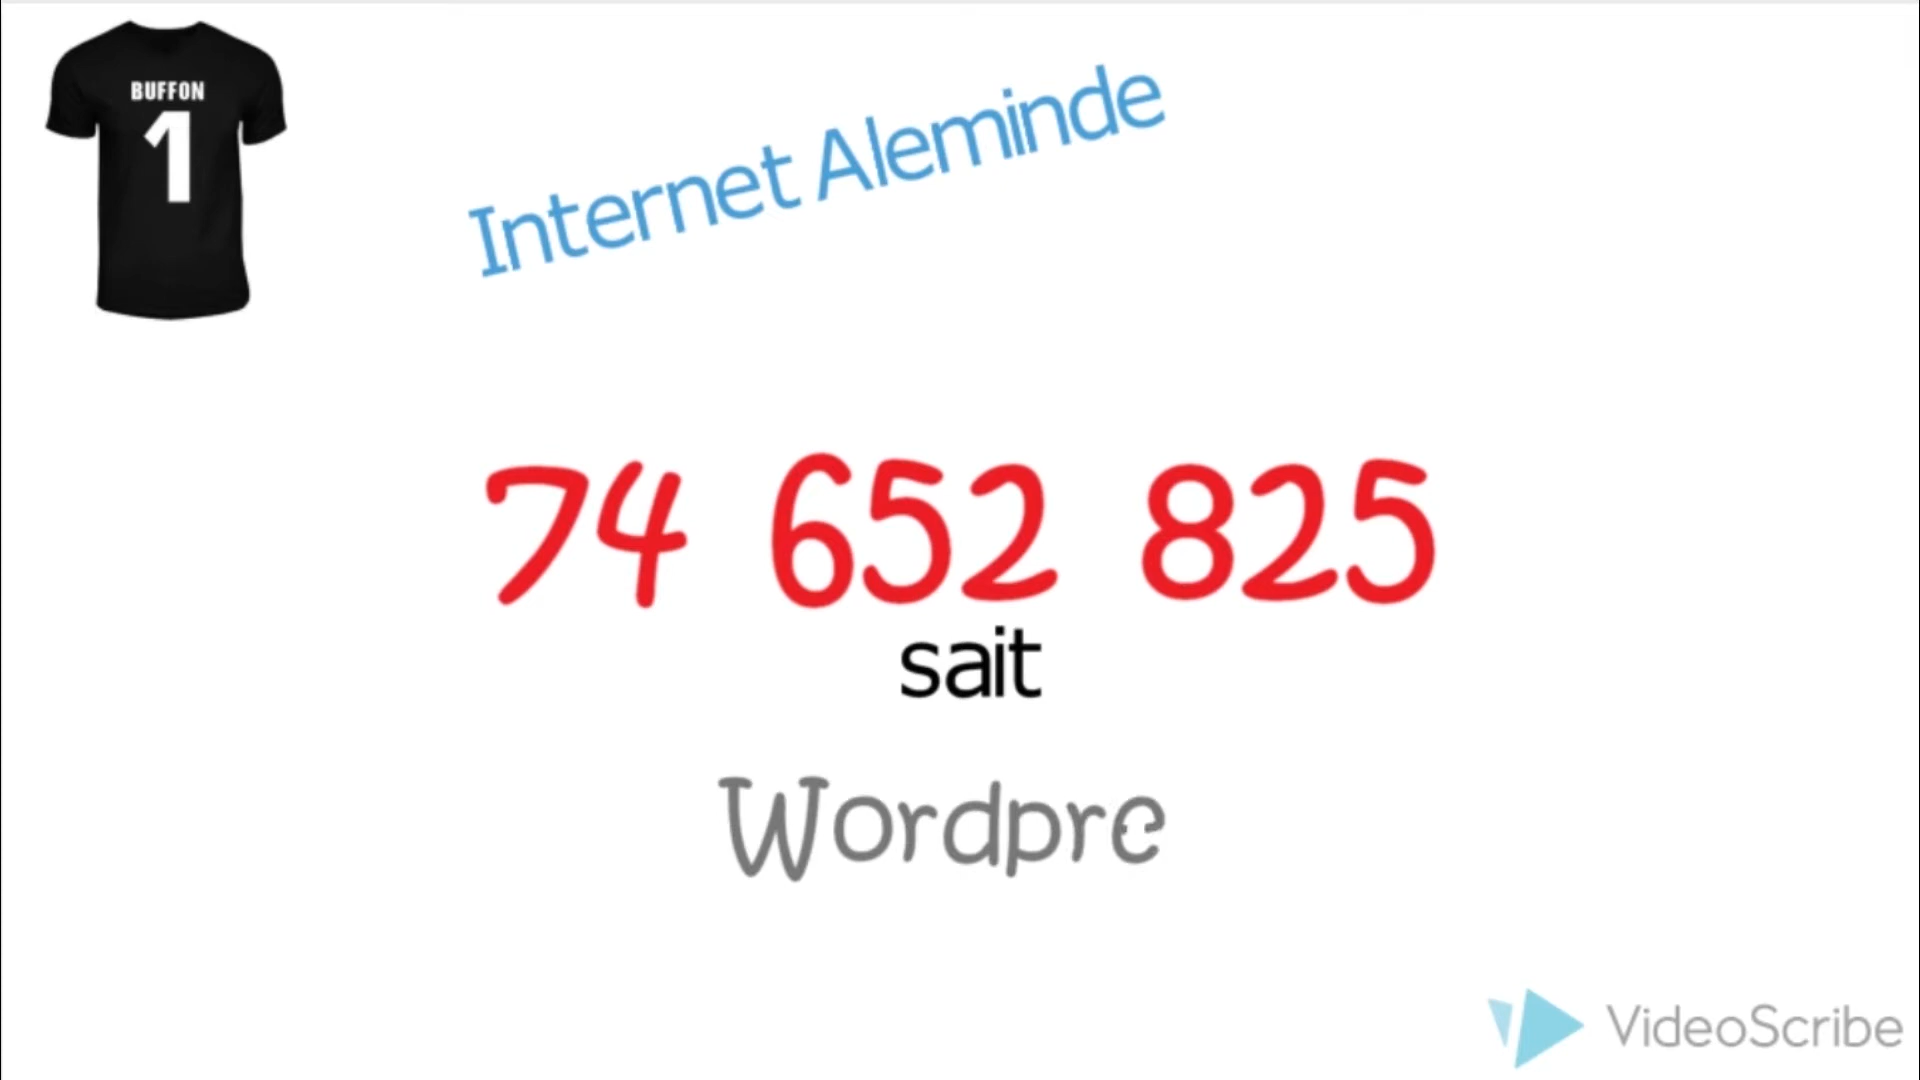 BUFFON
1
Internet Aleminde
74 652 825
sait
Wordpre
VideoScribe